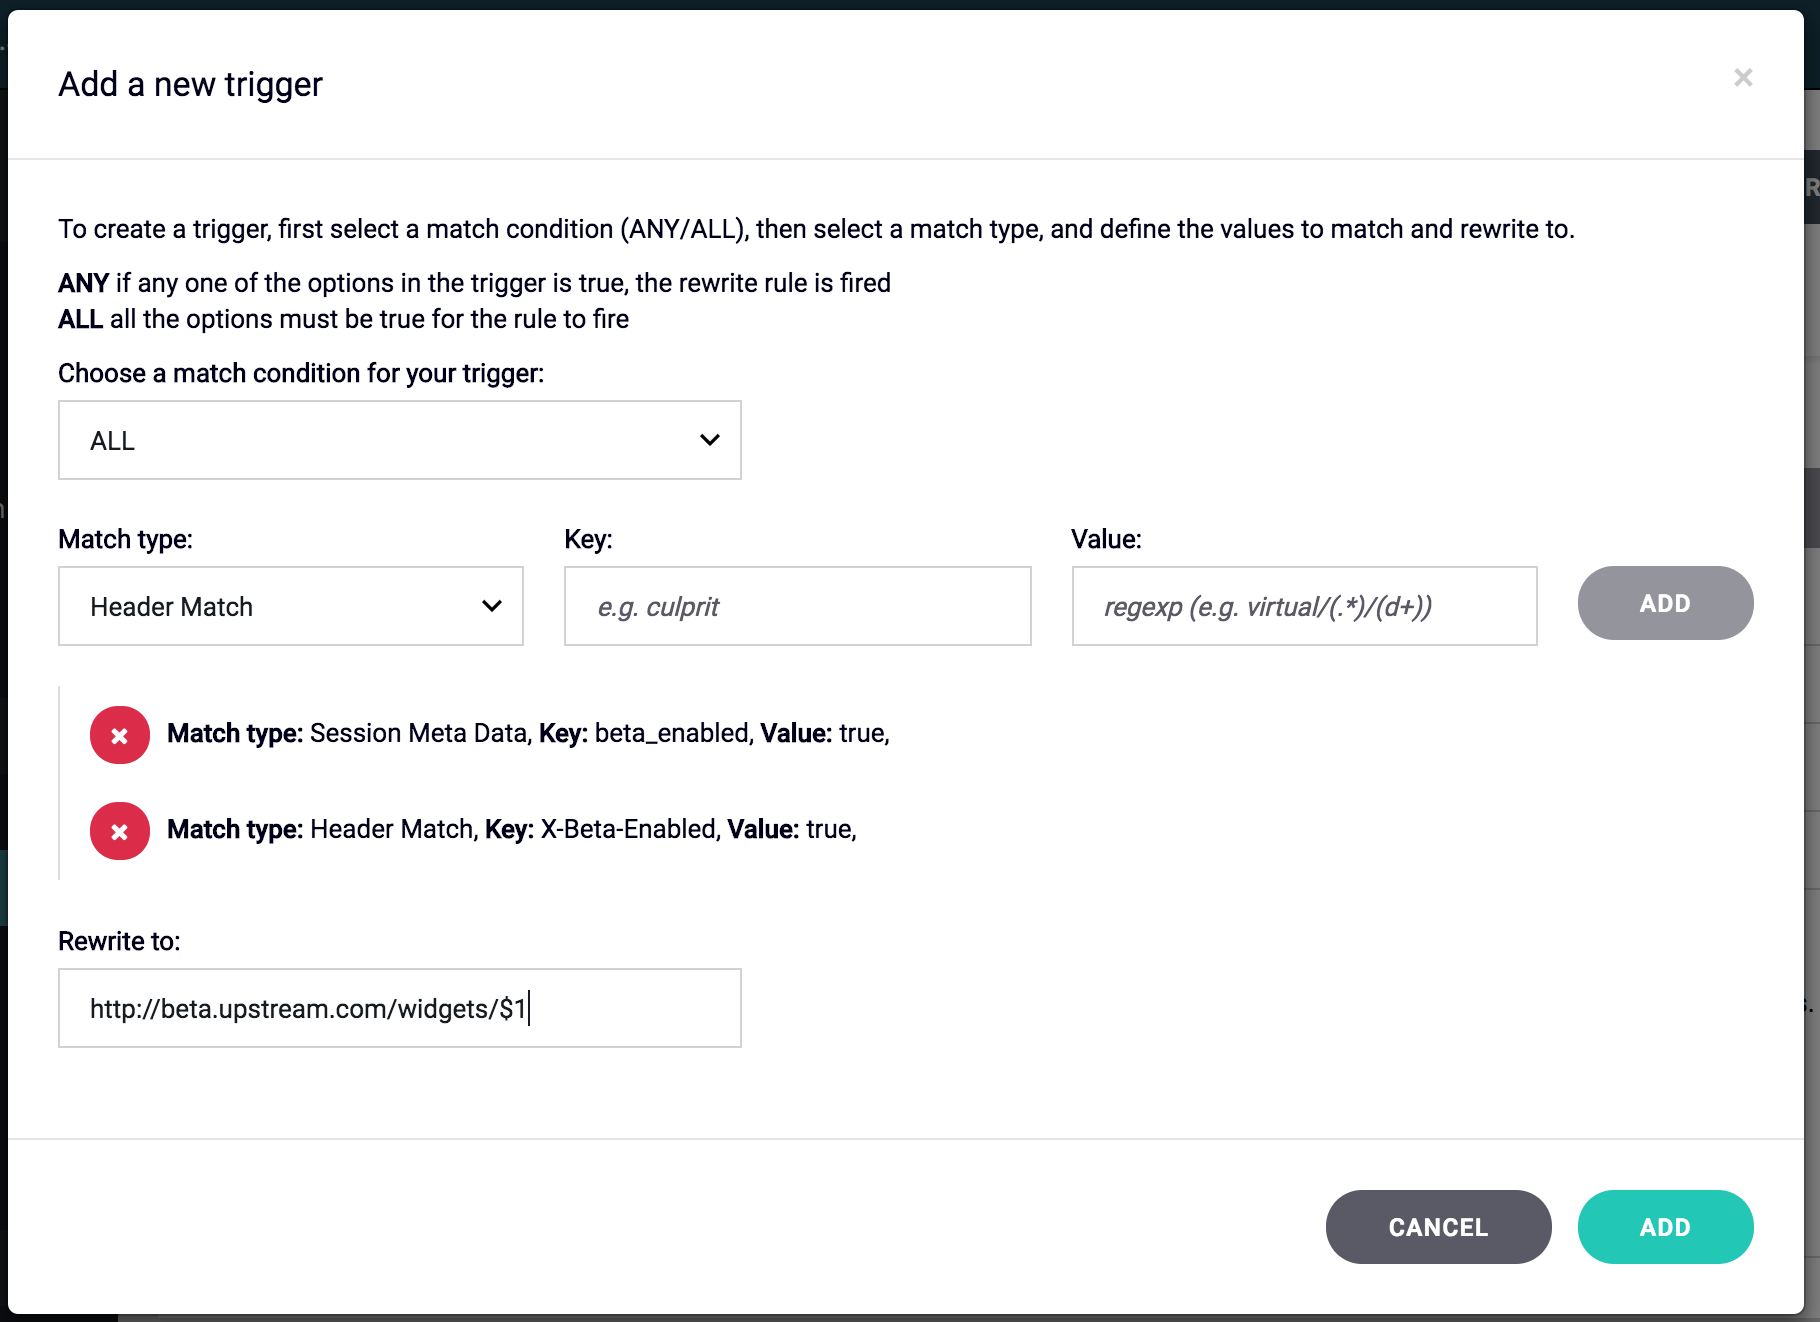 Add a new trigger
×
To create a trigger, first select a match condition (ANY/ALL), then select a match type, and define the values to match and rewrite to.
ANY if any one of the options in the trigger is true, the rewrite rule is fired
ALL all the options must be true for the rule to fire
Choose a match condition for your trigger:
ALL
Match type: Key: Value:
Header Match e.g. culprit regexp (e.g. virtual/(.*)/(d+)) ADD
Match type: Session Meta Data, Key: beta_enabled, Value: true,
Match type: Header Match, Key: X-Beta-Enabled, Value: true,
Rewrite to:
http://beta.upstream.com/widgets/$1
CANCEL ADD